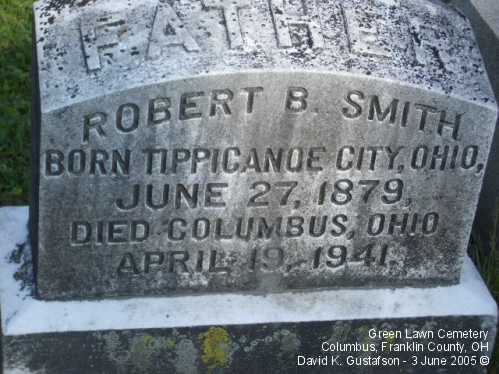 FATHER
ROBERT B. SMITH
BORN TIPPICANOE CITY, OHIO,
JUNE 27, 1879,
DIED COLUMBUS, OHIO
APRIL 19, 1941.
Green Lawn Cemetery
Columbus, Franklin County, OH
David K. Gustafson - 3 June 2005 ©